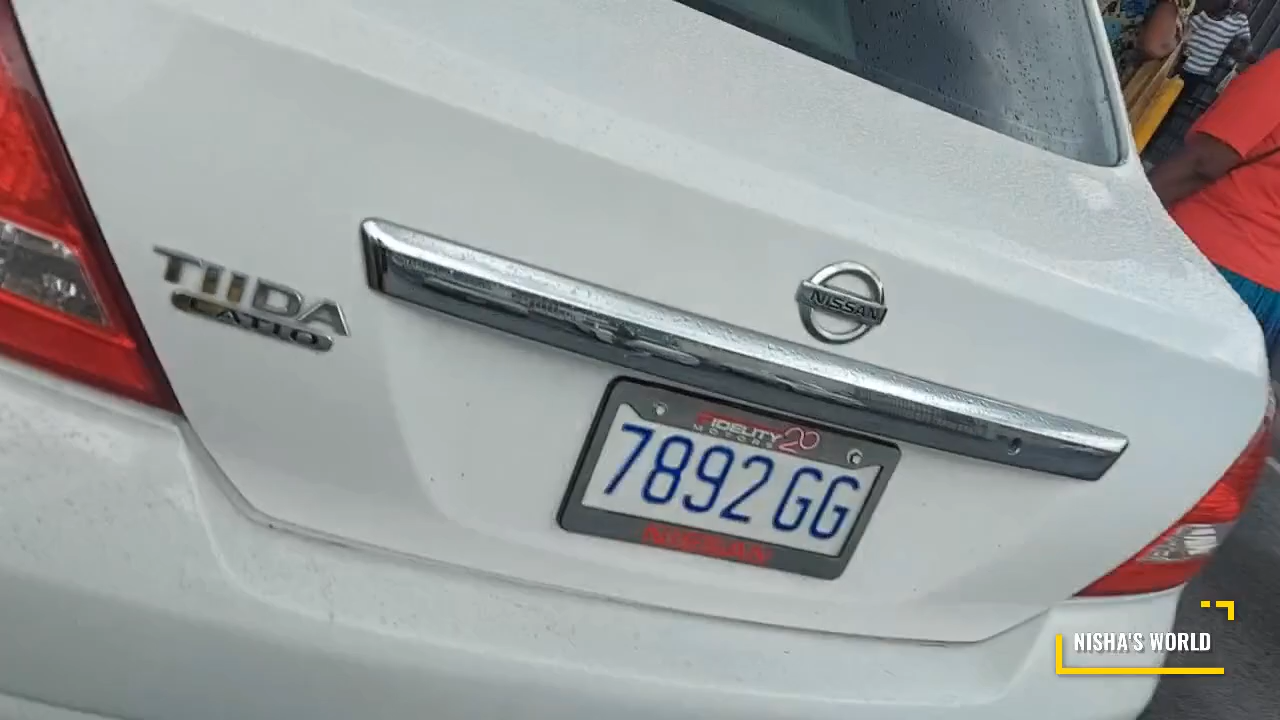 TIIDA
LATIO
NISSAN
FIDELITY 20
MOTORS
7892 GG
NISSAN
NISHA'S WORLD